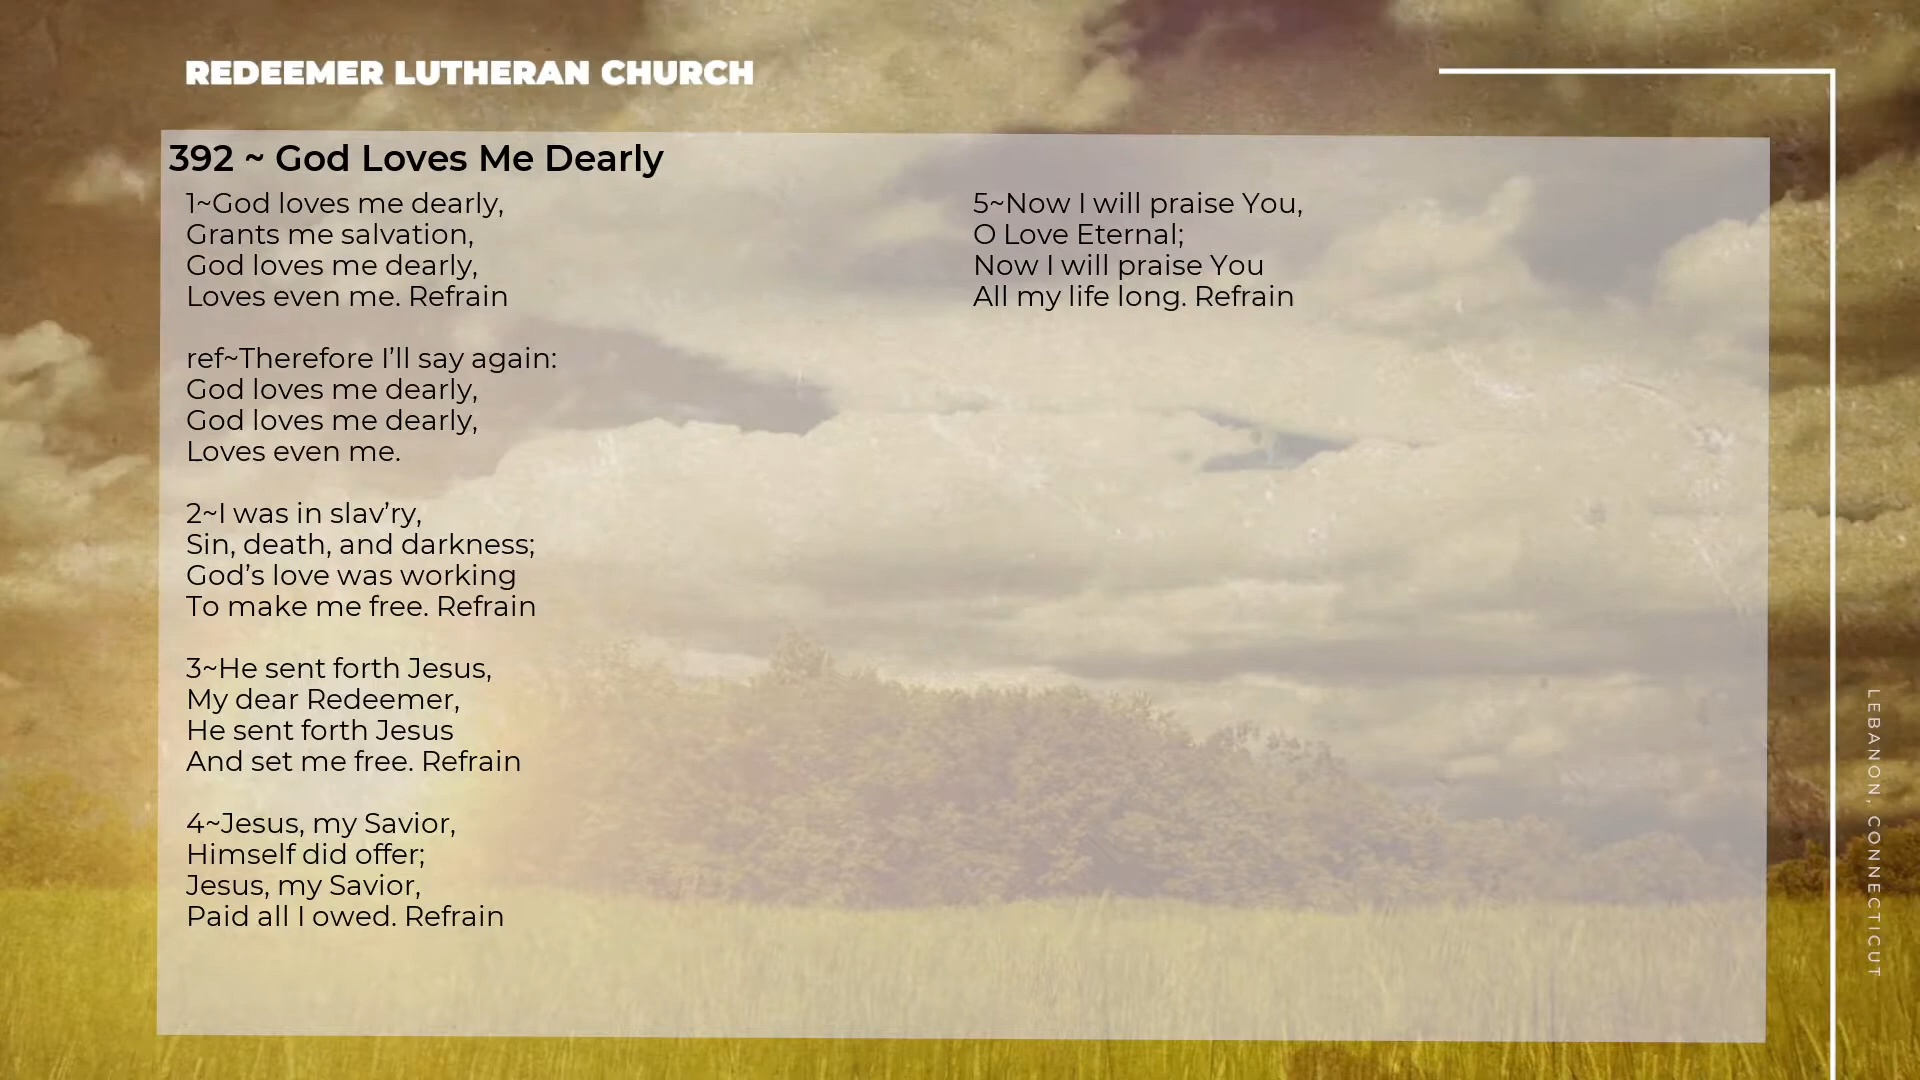 REDEEMER LUTHERAN CHURCH
392 ~ God Loves Me Dearly
1~God loves me dearly,
Grants me salvation,
God loves me dearly,
Loves even me. Refrain
ref~Therefore I’ll say again:
God loves me dearly,
God loves me dearly,
Loves even me.
2~I was in slav’ry,
Sin, death, and darkness;
God’s love was working
To make me free. Refrain
3~He sent forth Jesus,
My dear Redeemer,
He sent forth Jesus
And set me free. Refrain
4~Jesus, my Savior,
Himself did offer;
Jesus, my Savior,
Paid all I owed. Refrain
5~Now I will praise You,
O Love Eternal;
Now I will praise You
All my life long. Refrain
LEBANON, CONNECTICUT